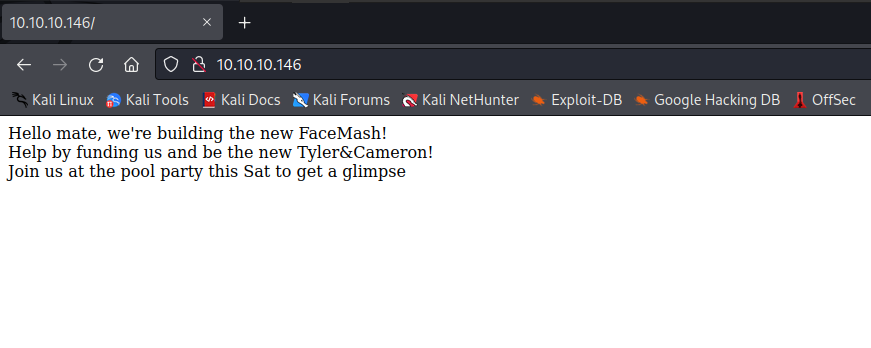 10.10.10.146/
10.10.10.146
Kali Linux Kali Tools Kali Docs Kali Forums Kali NetHunter Exploit-DB Google Hacking DB OffSec
Hello mate, we're building the new FaceMash!
Help by funding us and be the new Tyler&Cameron!
Join us at the pool party this Sat to get a glimpse